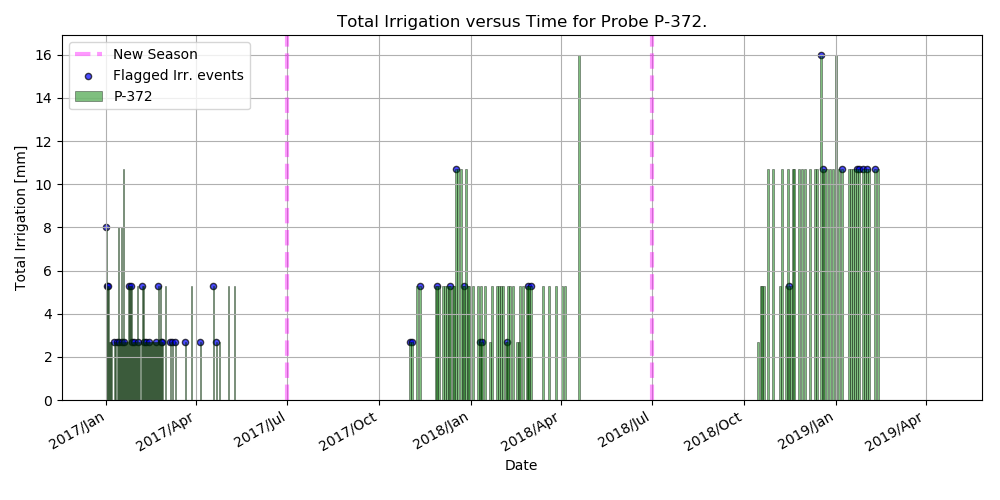 Total Irrigation versus Time for Probe P-372.
New Season
Flagged Irr. events
P-372
Total Irrigation [mm]
16
14
12
10
8
6
4
2
0
2017/Jan
2017/Apr
2017/Jul
2017/Oct
2018/Jan
2018/Apr
2018/Jul
2018/Oct
2019/Jan
2019/Apr
Date